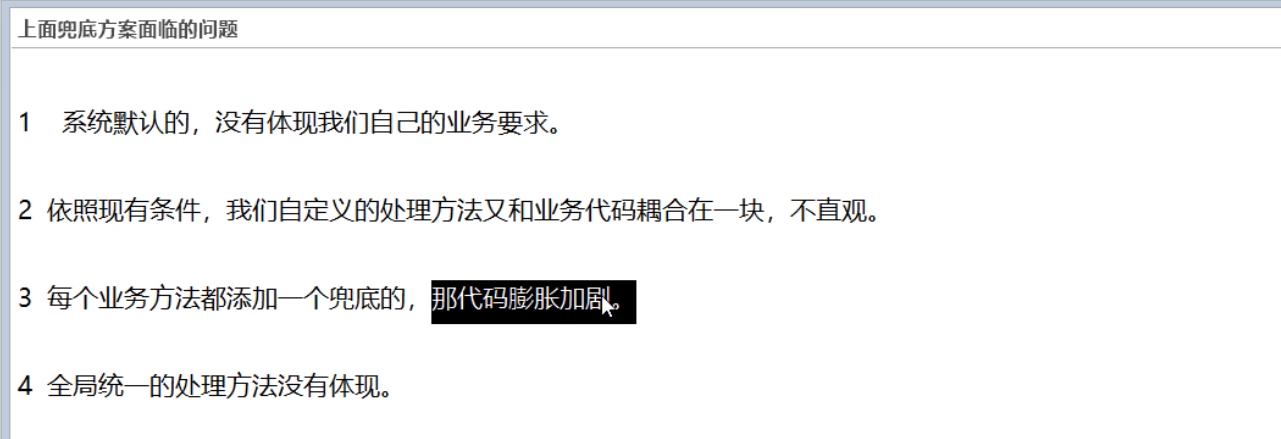 上面兜底方案面临的问题
1 系统默认的，没有体现我们自己的业务要求。
2 依照现有条件，我们自定义的处理方法又和业务代码耦合在一块，不直观。
3 每个业务方法都添加一个兜底的，那代码膨胀加剧。
4 全局统一的处理方法没有体现。